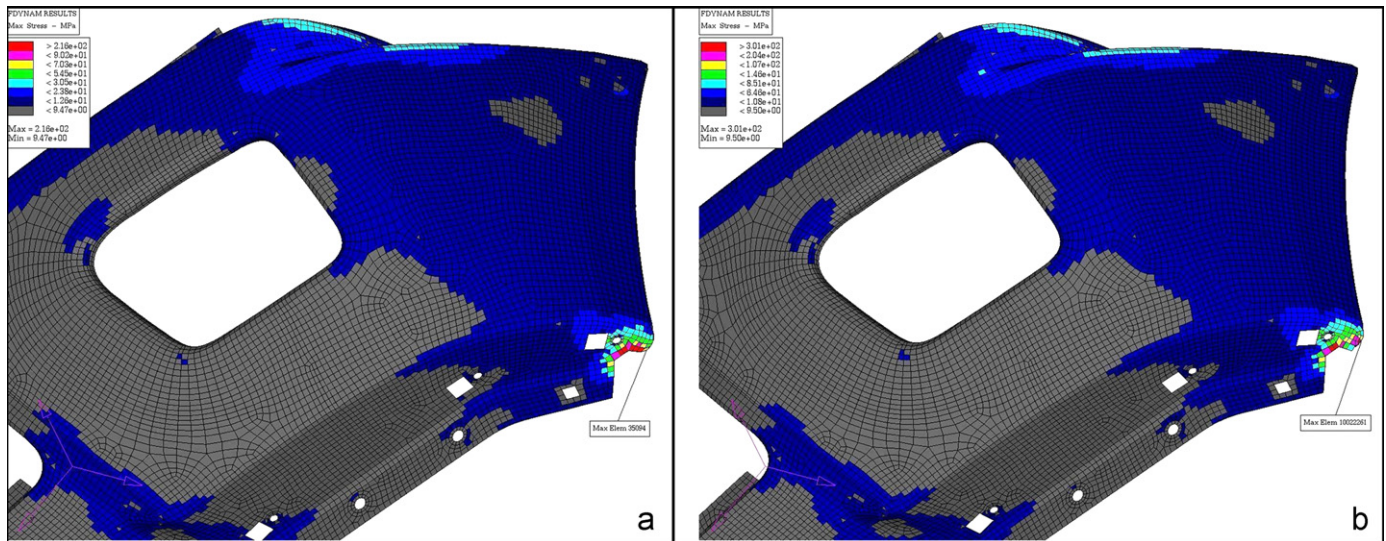 FDYNAM RESULTS
Max Stress – MPa
> 2.16e+02
< 9.02e+01
< 7.03e+01
< 5.45e+01
< 3.05e+01
< 2.38e+01
< 1.26e+01
< 9.47e+00
Max = 2.16e+02
Min = 9.47e+00
Max Elem 35094
a
FDYNAM RESULTS
Max Stress – MPa
> 3.01e+02
< 2.04e+02
< 1.07e+02
< 1.46e+01
< 8.51e+01
< 6.46e+01
< 1.08e+01
< 9.50e+00
Max = 3.01e+02
Min = 9.50e+00
Max Elem 10022261
b